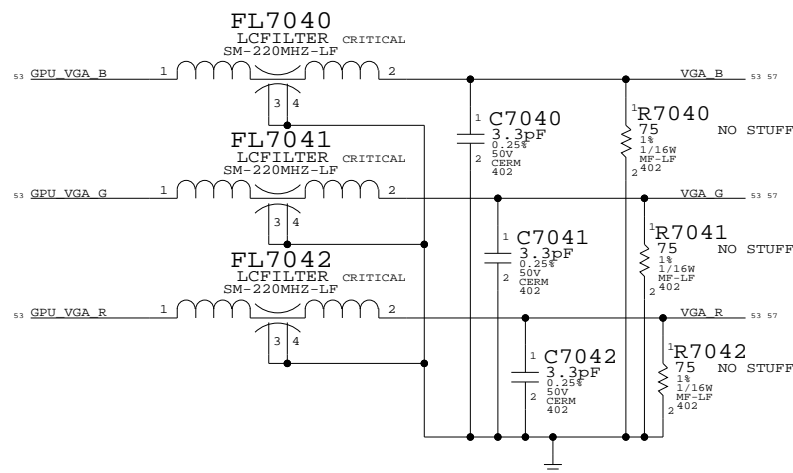 FL7040
LCFILTER CRITICAL
SM-220MHZ-LF
53 GPU_VGA_B 1 2 VGA_B 53 57
3 4
1 C7040
3.3pF
0.25%
2 50V
CERM
402
1 R7040
75 NO STUFF
1%
1/16W
MF-LF
2 402
FL7041
LCFILTER CRITICAL
SM-220MHZ-LF
53 GPU_VGA_G 1 2 VGA_G 53 57
3 4
1 C7041
3.3pF
0.25%
2 50V
CERM
402
1 R7041
75 NO STUFF
1%
1/16W
MF-LF
2 402
FL7042
LCFILTER CRITICAL
SM-220MHZ-LF
53 GPU_VGA_R 1 2 VGA_R 53 57
3 4
1 C7042
3.3pF
0.25%
2 50V
CERM
402
1 R7042
75 NO STUFF
1%
1/16W
MF-LF
2 402